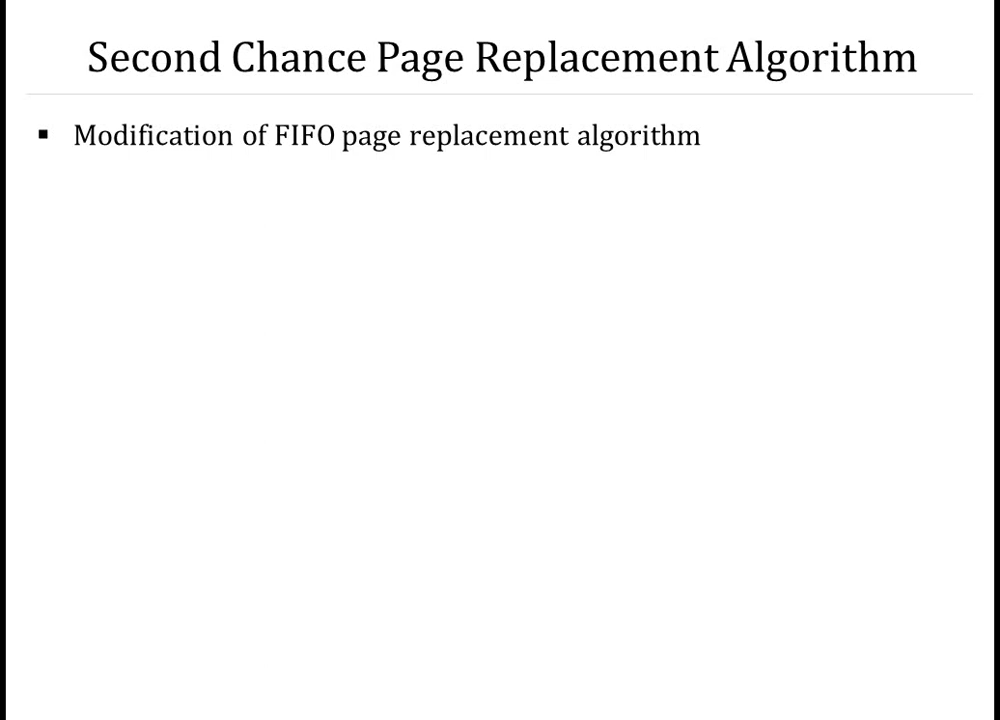 Second Chance Page Replacement Algorithm
▪ Modification of FIFO page replacement algorithm